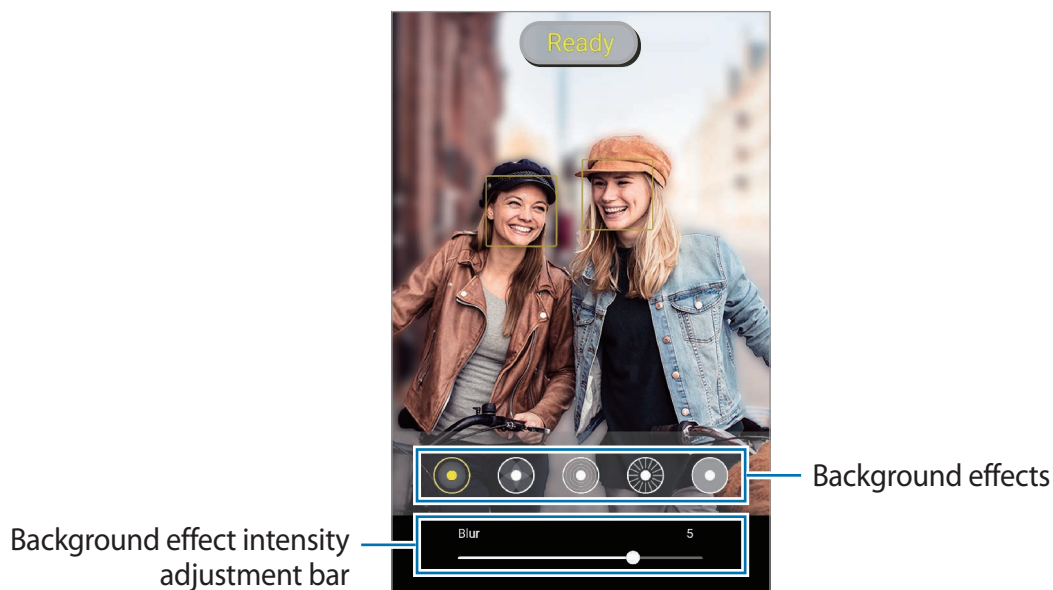 Ready
Background effects
Blur 5
Background effect intensity
adjustment bar